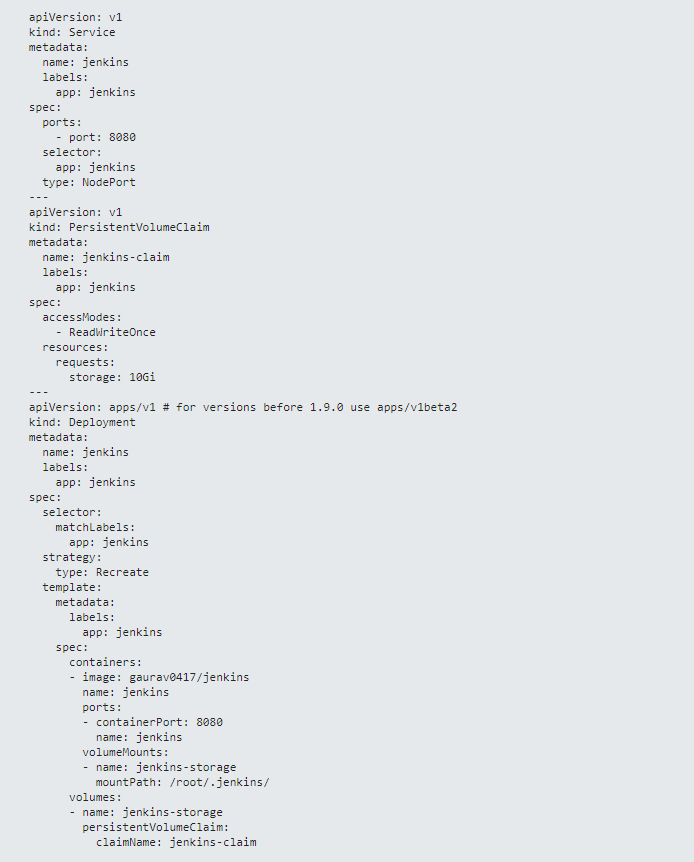 apiVersion: v1
kind: Service
metadata:
  name: jenkins
  labels:
    app: jenkins
spec:
  ports:
    - port: 8080
  selector:
    app: jenkins
  type: NodePort
---
apiVersion: v1
kind: PersistentVolumeClaim
metadata:
  name: jenkins-claim
  labels:
    app: jenkins
spec:
  accessModes:
    - ReadWriteOnce
  resources:
    requests:
      storage: 10Gi
---
apiVersion: apps/v1 # for versions before 1.9.0 use apps/v1beta2
kind: Deployment
metadata:
  name: jenkins
  labels:
    app: jenkins
spec:
  selector:
    matchLabels:
      app: jenkins
  strategy:
    type: Recreate
  template:
    metadata:
      labels:
        app: jenkins
    spec:
      containers:
      - image: gaurav0417/jenkins
        name: jenkins
        ports:
        - containerPort: 8080
          name: jenkins
        volumeMounts:
        - name: jenkins-storage
          mountPath: /root/.jenkins/
      volumes:
      - name: jenkins-storage
        persistentVolumeClaim:
          claimName: jenkins-claim